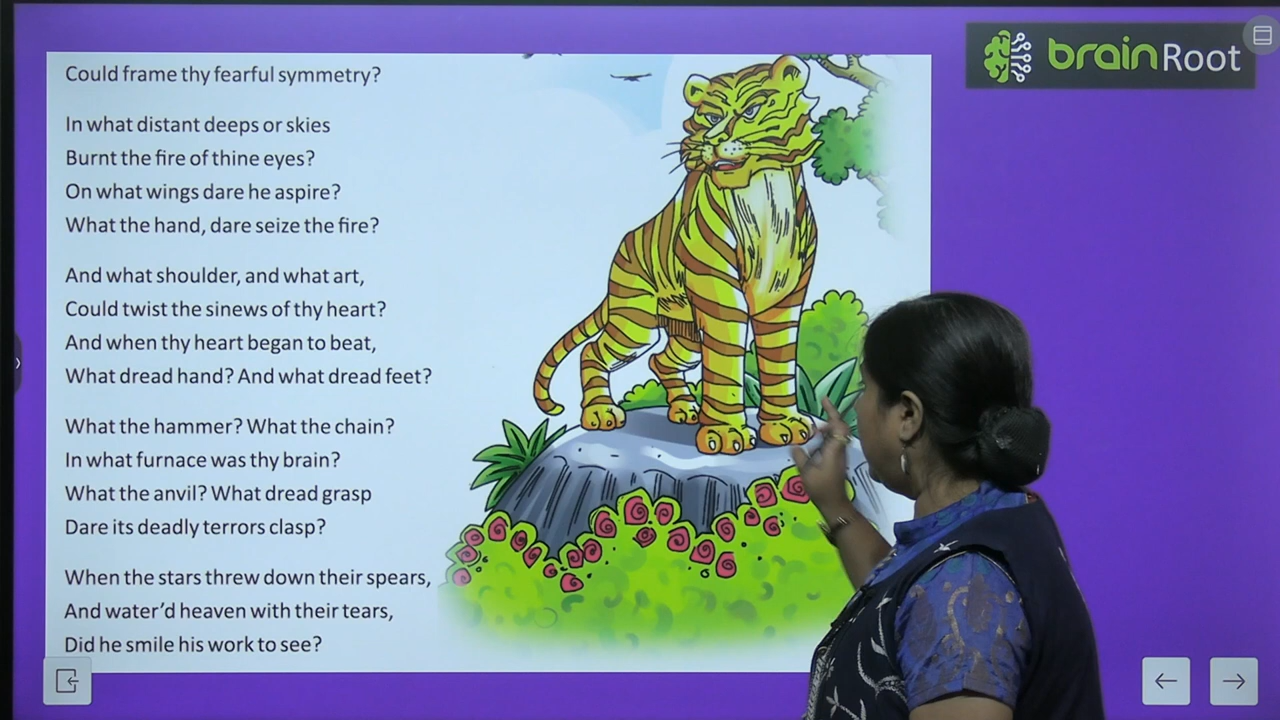 brainRoot
Could frame thy fearful symmetry?
In what distant deeps or skies
Burnt the fire of thine eyes?
On what wings dare he aspire?
What the hand, dare seize the fire?
And what shoulder, and what art,
Could twist the sinews of thy heart?
And when thy heart began to beat,
What dread hand? And what dread feet?
What the hammer? What the chain?
In what furnace was thy brain?
What the anvil? What dread grasp
Dare its deadly terrors clasp?
When the stars threw down their spears,
And water’d heaven with their tears,
Did he smile his work to see?